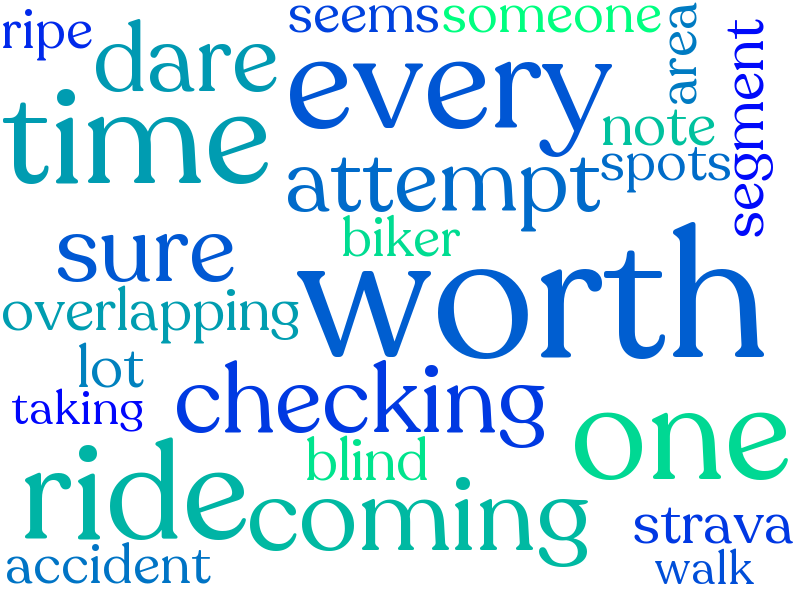 ripe
dare
seems
someone
area
segment
time
every
note
spots
attempt
sure
biker
worth
overlapping
lot
taking
checking
one
ride
blind
coming
strava
accident
walk